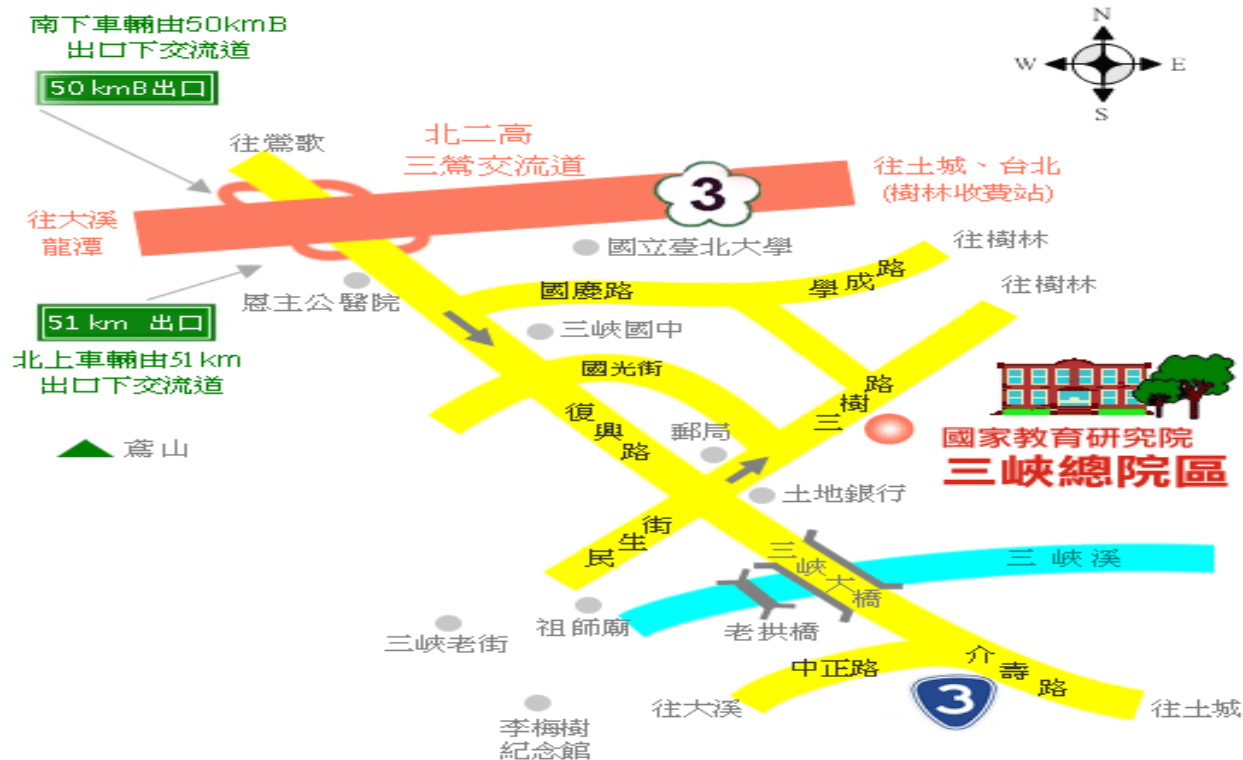 南下車輛由50kmB
出口下交流道
50 kmB出口
N
W
E
S
往鶯歌
北二高
三鶯交流道
3
往土城、台北
(樹林收費站)
往大溪
龍潭
國立臺北大學
往樹林
學成路
國慶路
往樹林
恩主公醫院
51 km 出口
三峽國中
北上車輛由51km
出口下交流道
國光街
復興路
三樹路
郵局
鳶山
國家教育研究院
三峽總院區
土地銀行
民生街
三峽大橋
三峽溪
祖師廟
老拱橋
三峽老街
中正路
介壽路
3
往大溪
往土城
李梅樹
紀念館